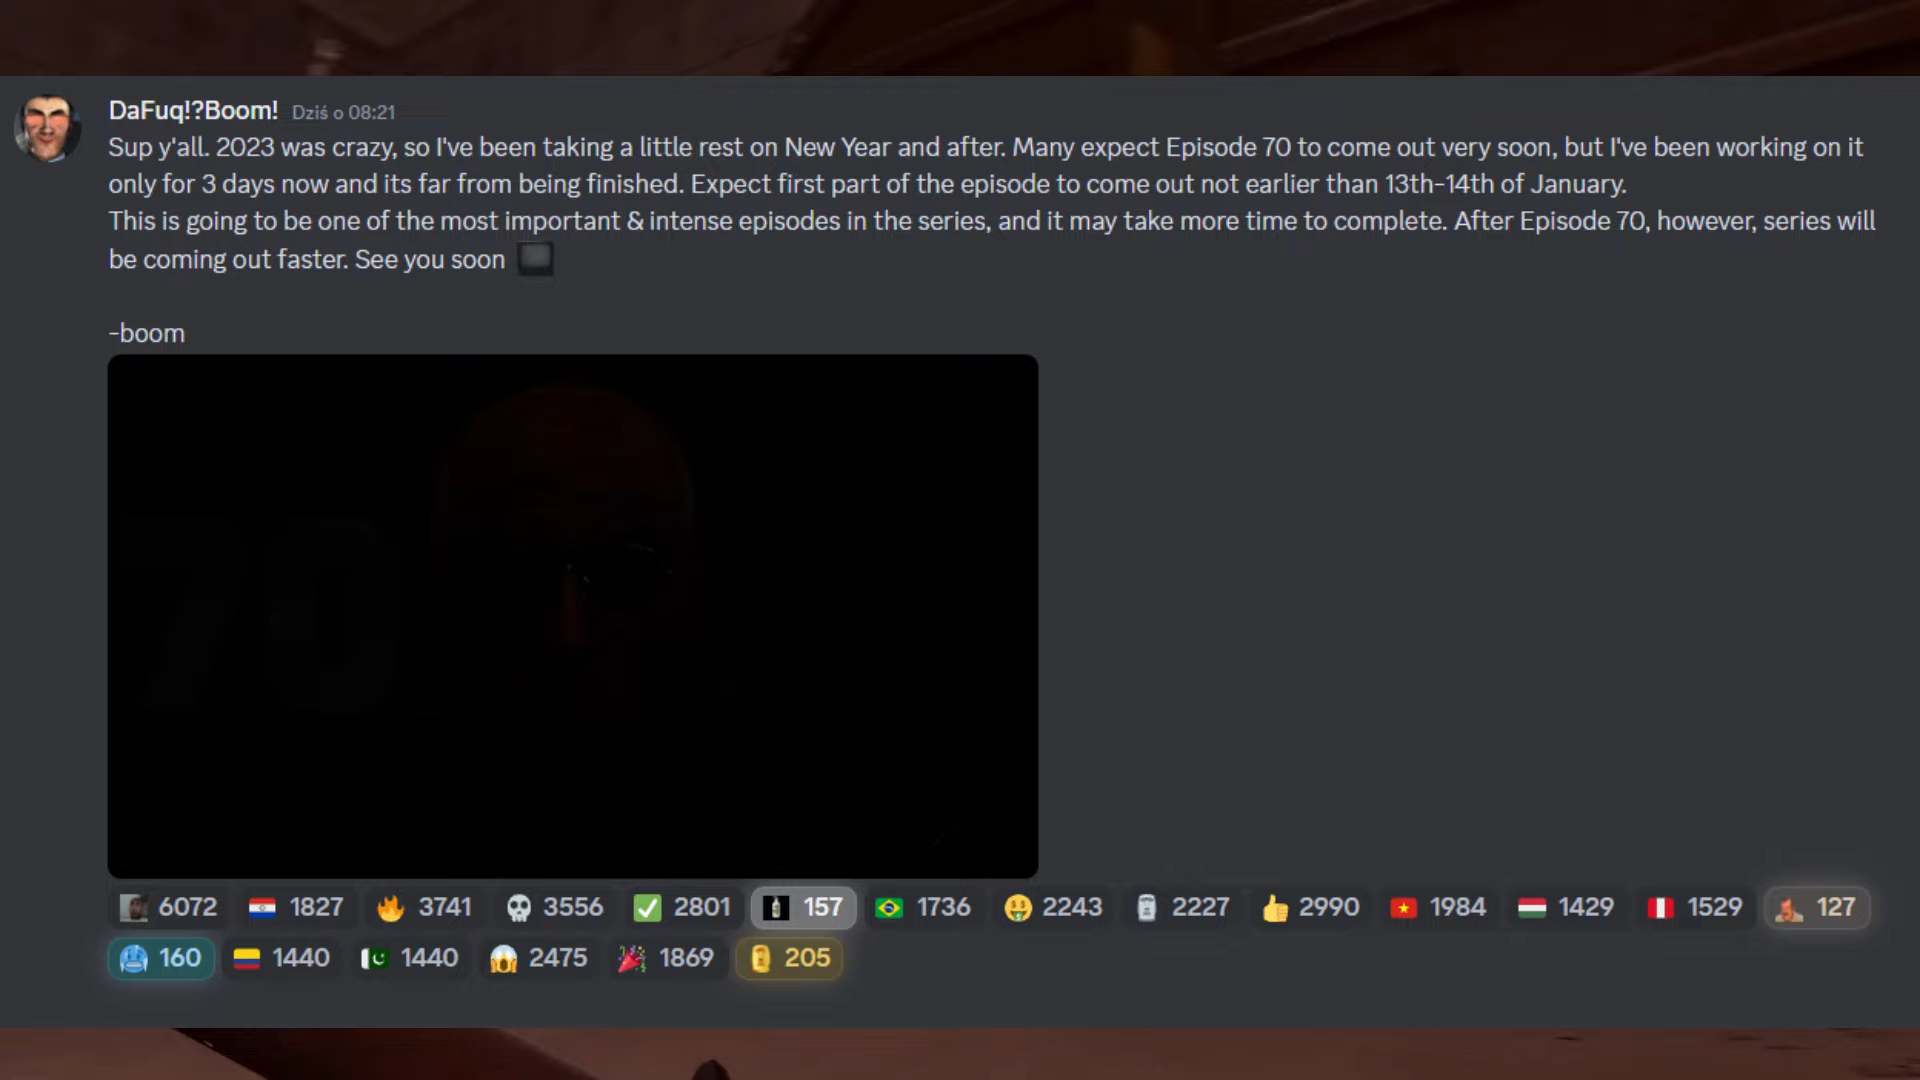 DaFuq!?Boom! Dziś o 08:21
Sup y'all. 2023 was crazy, so I've been taking a little rest on New Year and after. Many expect Episode 70 to come out very soon, but I've been working on it
only for 3 days now and its far from being finished. Expect first part of the episode to come out not earlier than 13th-14th of January.
This is going to be one of the most important & intense episodes in the series, and it may take more time to complete. After Episode 70, however, series will
be coming out faster. See you soon
-boom
70
6072 1827 3741 3556 2801 157 1736 2243 2227 2990 1984 1429 1529 127
160 1440 1440 2475 1869 205